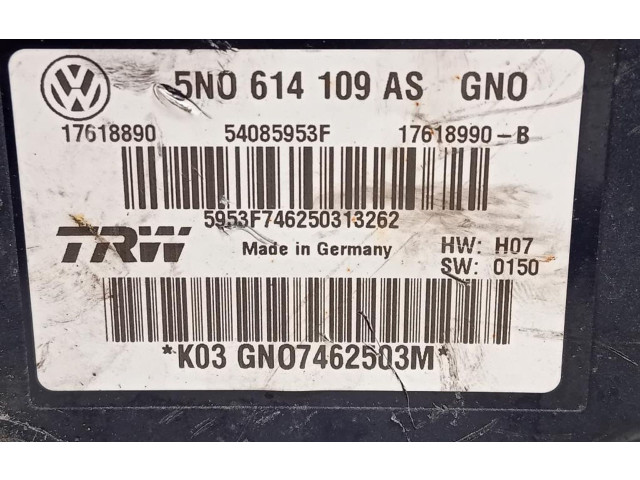 VW 5N0 614 109 AS GNO
17618890 54085953F 17618990-B
5953F746250313262
TRW Made in Germany HW: H07
SW: 0150
*K03 GNO7462503M*